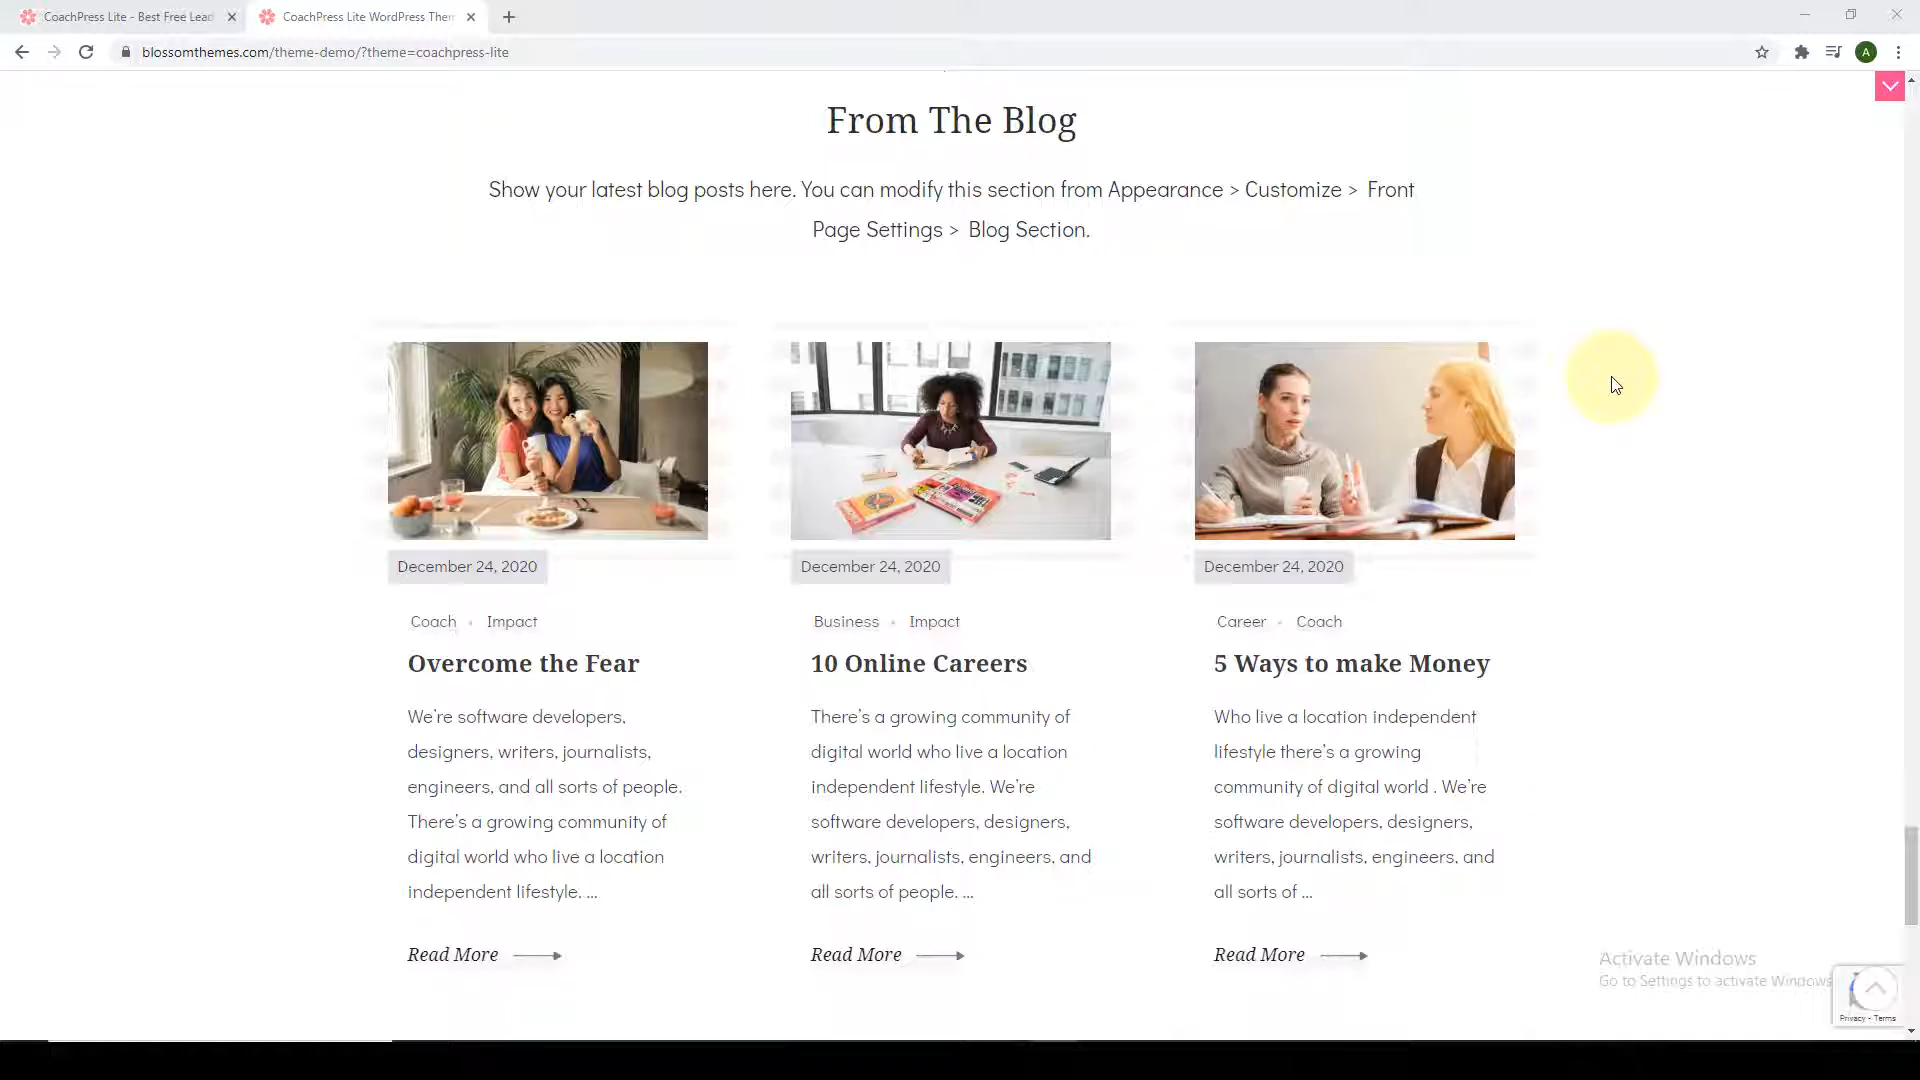 CoachPress Lite - Best Free Lead
CoachPress Lite WordPress Them
blossomthemes.com/theme-demo/?theme=coachpress-lite
A
From The Blog
Show your latest blog posts here. You can modify this section from Appearance > Customize > Front
Page Settings > Blog Section.
December 24, 2020
Coach • Impact
Overcome the Fear
We're software developers,
designers, writers, journalists,
engineers, and all sorts of people.
There's a growing community of
digital world who live a location
independent lifestyle. ...
Read More
December 24, 2020
Business • Impact
10 Online Careers
There's a growing community of
digital world who live a location
independent lifestyle. We're
software developers, designers,
writers, journalists, engineers, and
all sorts of people. ...
Read More
December 24, 2020
Career • Coach
5 Ways to make Money
Who live a location independent
lifestyle there's a growing
community of digital world . We're
software developers, designers,
writers, journalists, engineers, and
all sorts of ...
Read More
Activate Windows
Go to Settings to activate Windows
Privacy - Terms